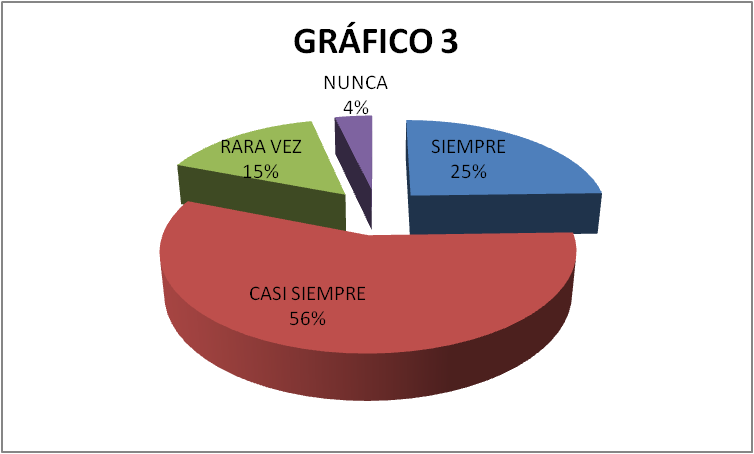 GRÁFICO 3
NUNCA
4%
RARA VEZ
15%
SIEMPRE
25%
CASI SIEMPRE
56%